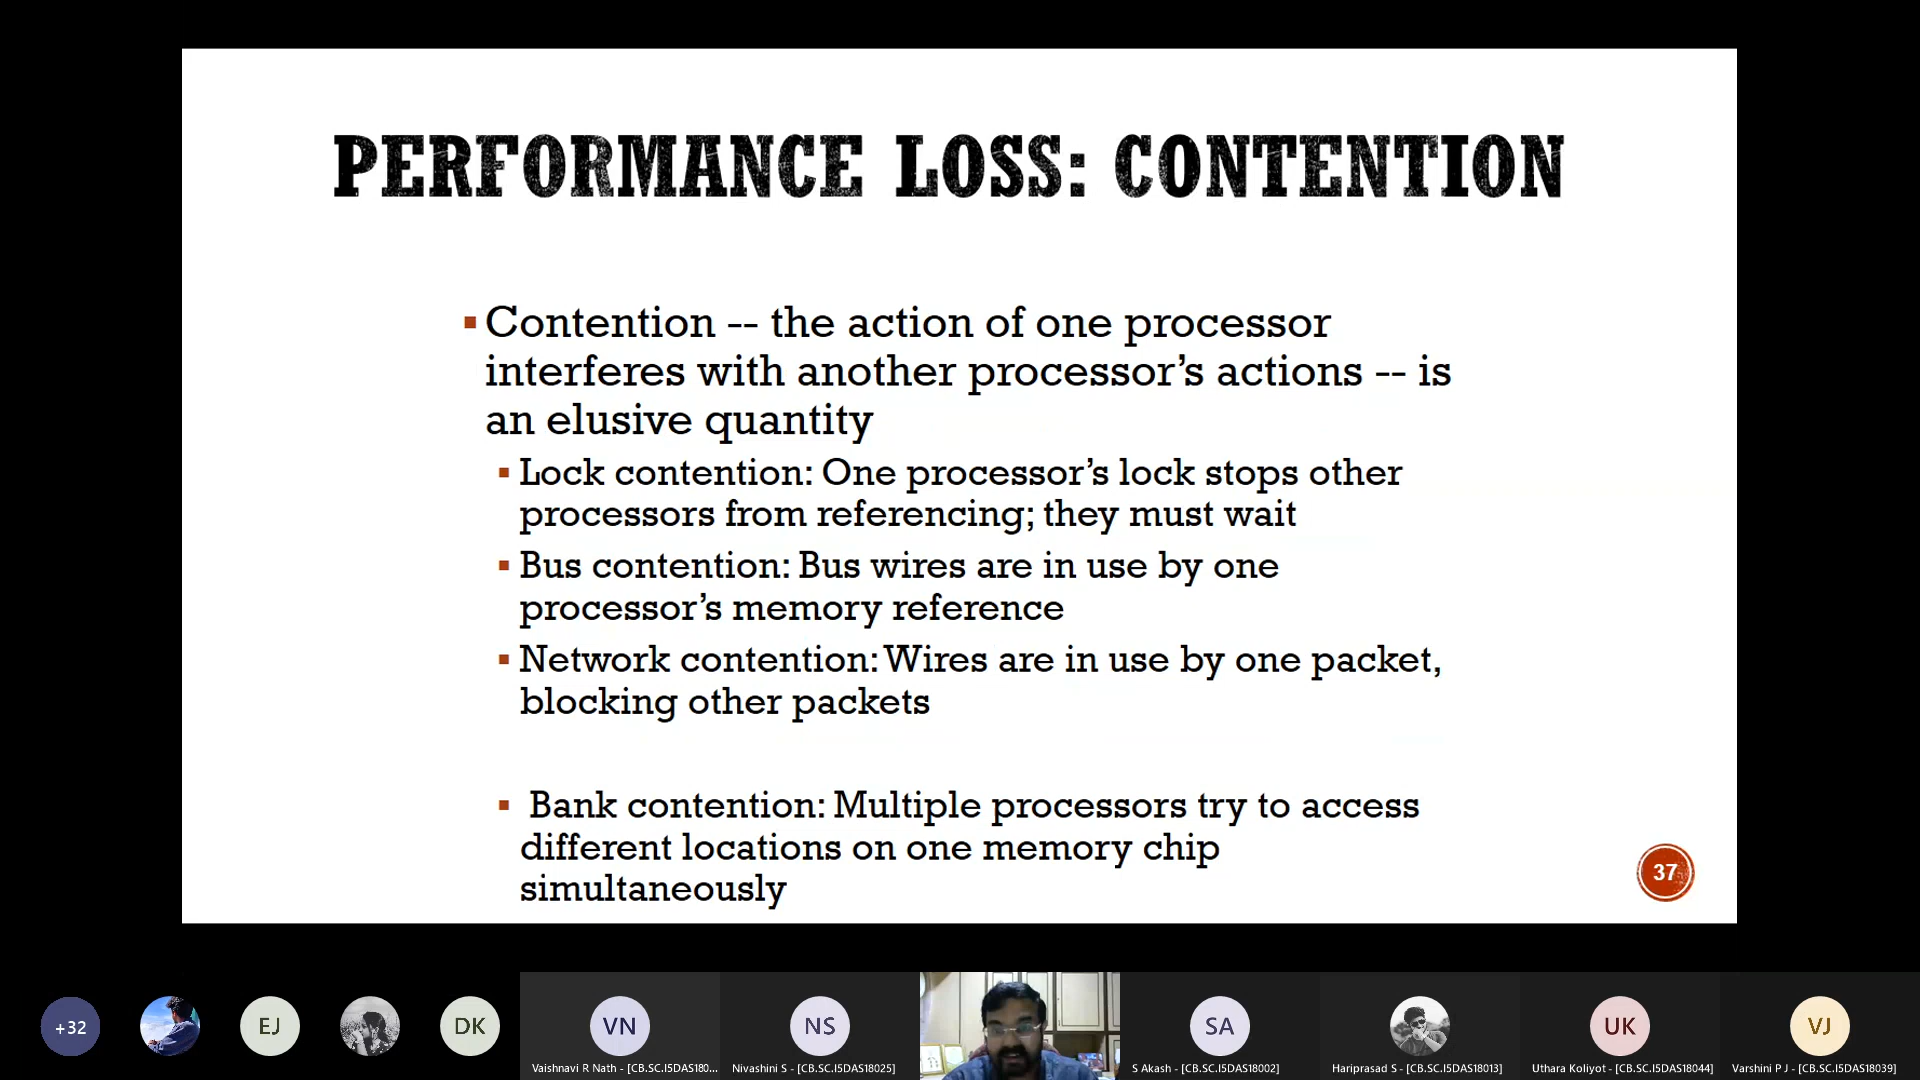 PERFORMANCE LOSS: CONTENTION
▪ Contention -- the action of one processor
interferes with another processor’s actions -- is
an elusive quantity
▪ Lock contention: One processor’s lock stops other
processors from referencing; they must wait
▪ Bus contention: Bus wires are in use by one
processor’s memory reference
▪ Network contention: Wires are in use by one packet,
blocking other packets
▪ Bank contention: Multiple processors try to access
different locations on one memory chip
simultaneously
37
+32
EJ
DK
VN
NS
SA
UK
VJ
Vaishnavi R Nath - [CB.SC.I5DAS180...
Nivashini S - [CB.SC.I5DAS18025]
S Akash - [CB.SC.I5DAS18002]
Hariprasad S - [CB.SC.I5DAS18013]
Uthara Koliyot - [CB.SC.I5DAS18044]
Varshini P J - [CB.SC.I5DAS18039]